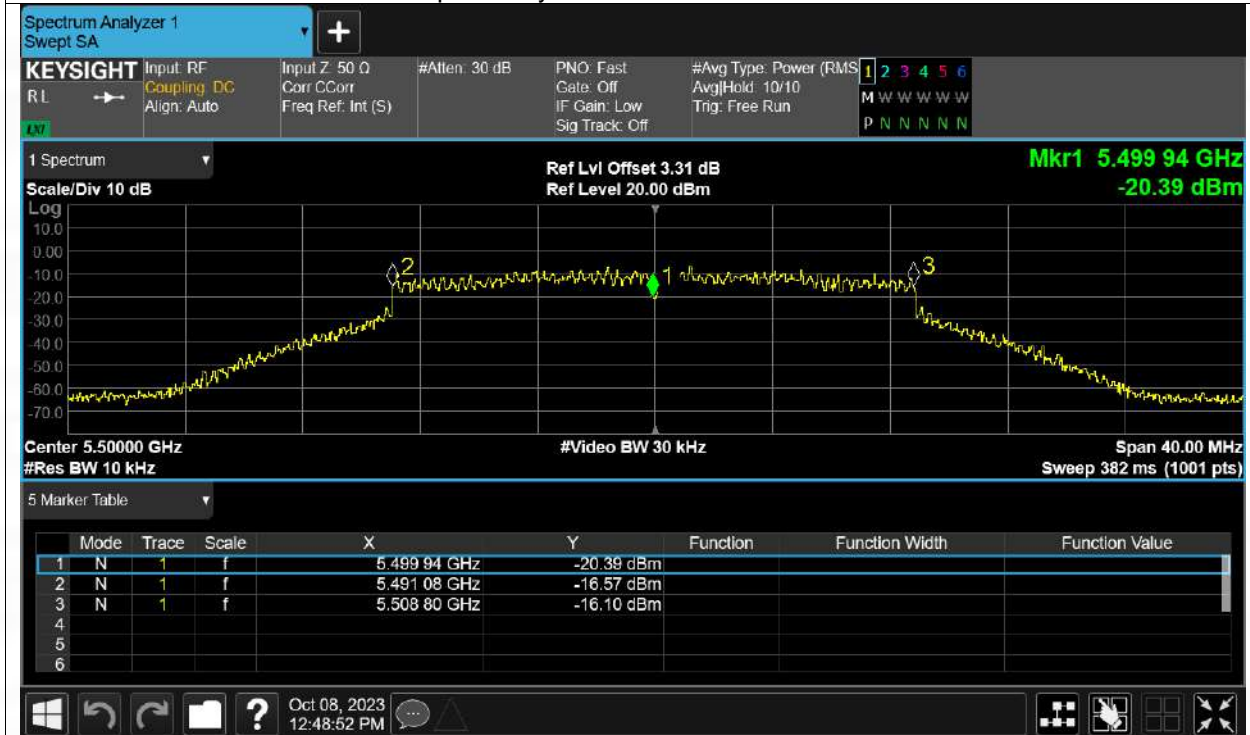 Spectrum Analyzer 1
Swept SA
+
KEYSIGHT Input: RF Input Z: 50 Ω #Atten: 30 dB PNO: Fast #Avg Type: Power (RMS 1 2 3 4 5 6
RL Coupling: DC Corr CCorr Gate: Off Avg|Hold: 10/10 M W W W W W
Align: Auto Freq Ref: Int (S) IF Gain: Low Trig: Free Run
LXI Sig Track: Off P N N N N N
1 Spectrum Ref Lvl Offset 3.31 dB Mkr1 5.499 94 GHz
Scale/Div 10 dB Ref Level 20.00 dBm -20.39 dBm
Log
10.0
0.00
-10.0
-20.0
-30.0
-40.0
-50.0
-60.0
-70.0
2 1 3
Center 5.50000 GHz #Video BW 30 kHz Span 40.00 MHz
#Res BW 10 kHz Sweep 382 ms (1001 pts)
5 Marker Table
Mode Trace Scale X Y Function Function Width Function Value
1 N 1 f 5.499 94 GHz -20.39 dBm
2 N 1 f 5.491 08 GHz -16.57 dBm
3 N 1 f 5.508 80 GHz -16.10 dBm
4
5
6
? Oct 08, 2023
12:48:52 PM